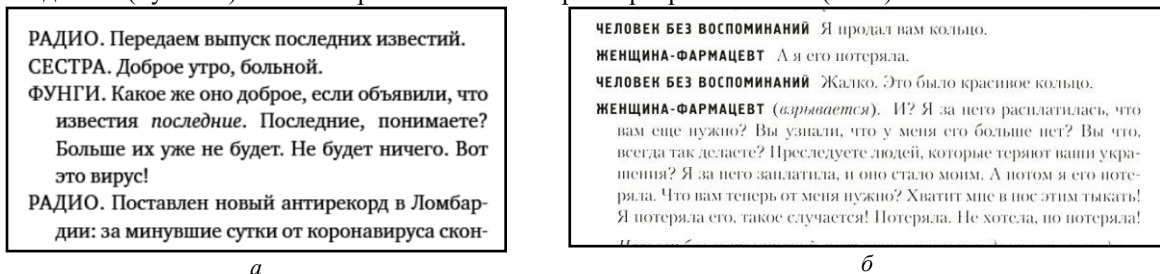 РАДИО. Передаем выпуск последних известий.
СЕСТРА. Доброе утро, больной.
ФУНГИ. Какое же оно доброе, если объявили, что
известия последние. Последние, понимаете?
Больше их уже не будет. Не будет ничего. Вот
это вирус!
РАДИО. Поставлен новый антирекорд в Ломбар-
дии: за минувшие сутки от коронавируса скон-
а
ЧЕЛОВЕК БЕЗ ВОСПОМИНАНИЙ Я продал вам кольцо.
ЖЕНЩИНА-ФАРМАЦЕВТ А я его потеряла.
ЧЕЛОВЕК БЕЗ ВОСПОМИНАНИЙ Жалко. Это было красивое кольцо.
ЖЕНЩИНА-ФАРМАЦЕВТ (взрывается). И? Я за него расплатилась, что
вам еще нужно? Вы узнали, что у меня его больше нет? Вы что,
всегда так делаете? Преследуете людей, которые теряют ваши укра-
шения? Я за него заплатила, и оно стало моим. А потом я его поте-
ряла. Что вам теперь от меня нужно? Хватит мне в нос этим тыкать!
Я потеряла его, такое случается! Потеряла. Не хотела, но потеряла!
б